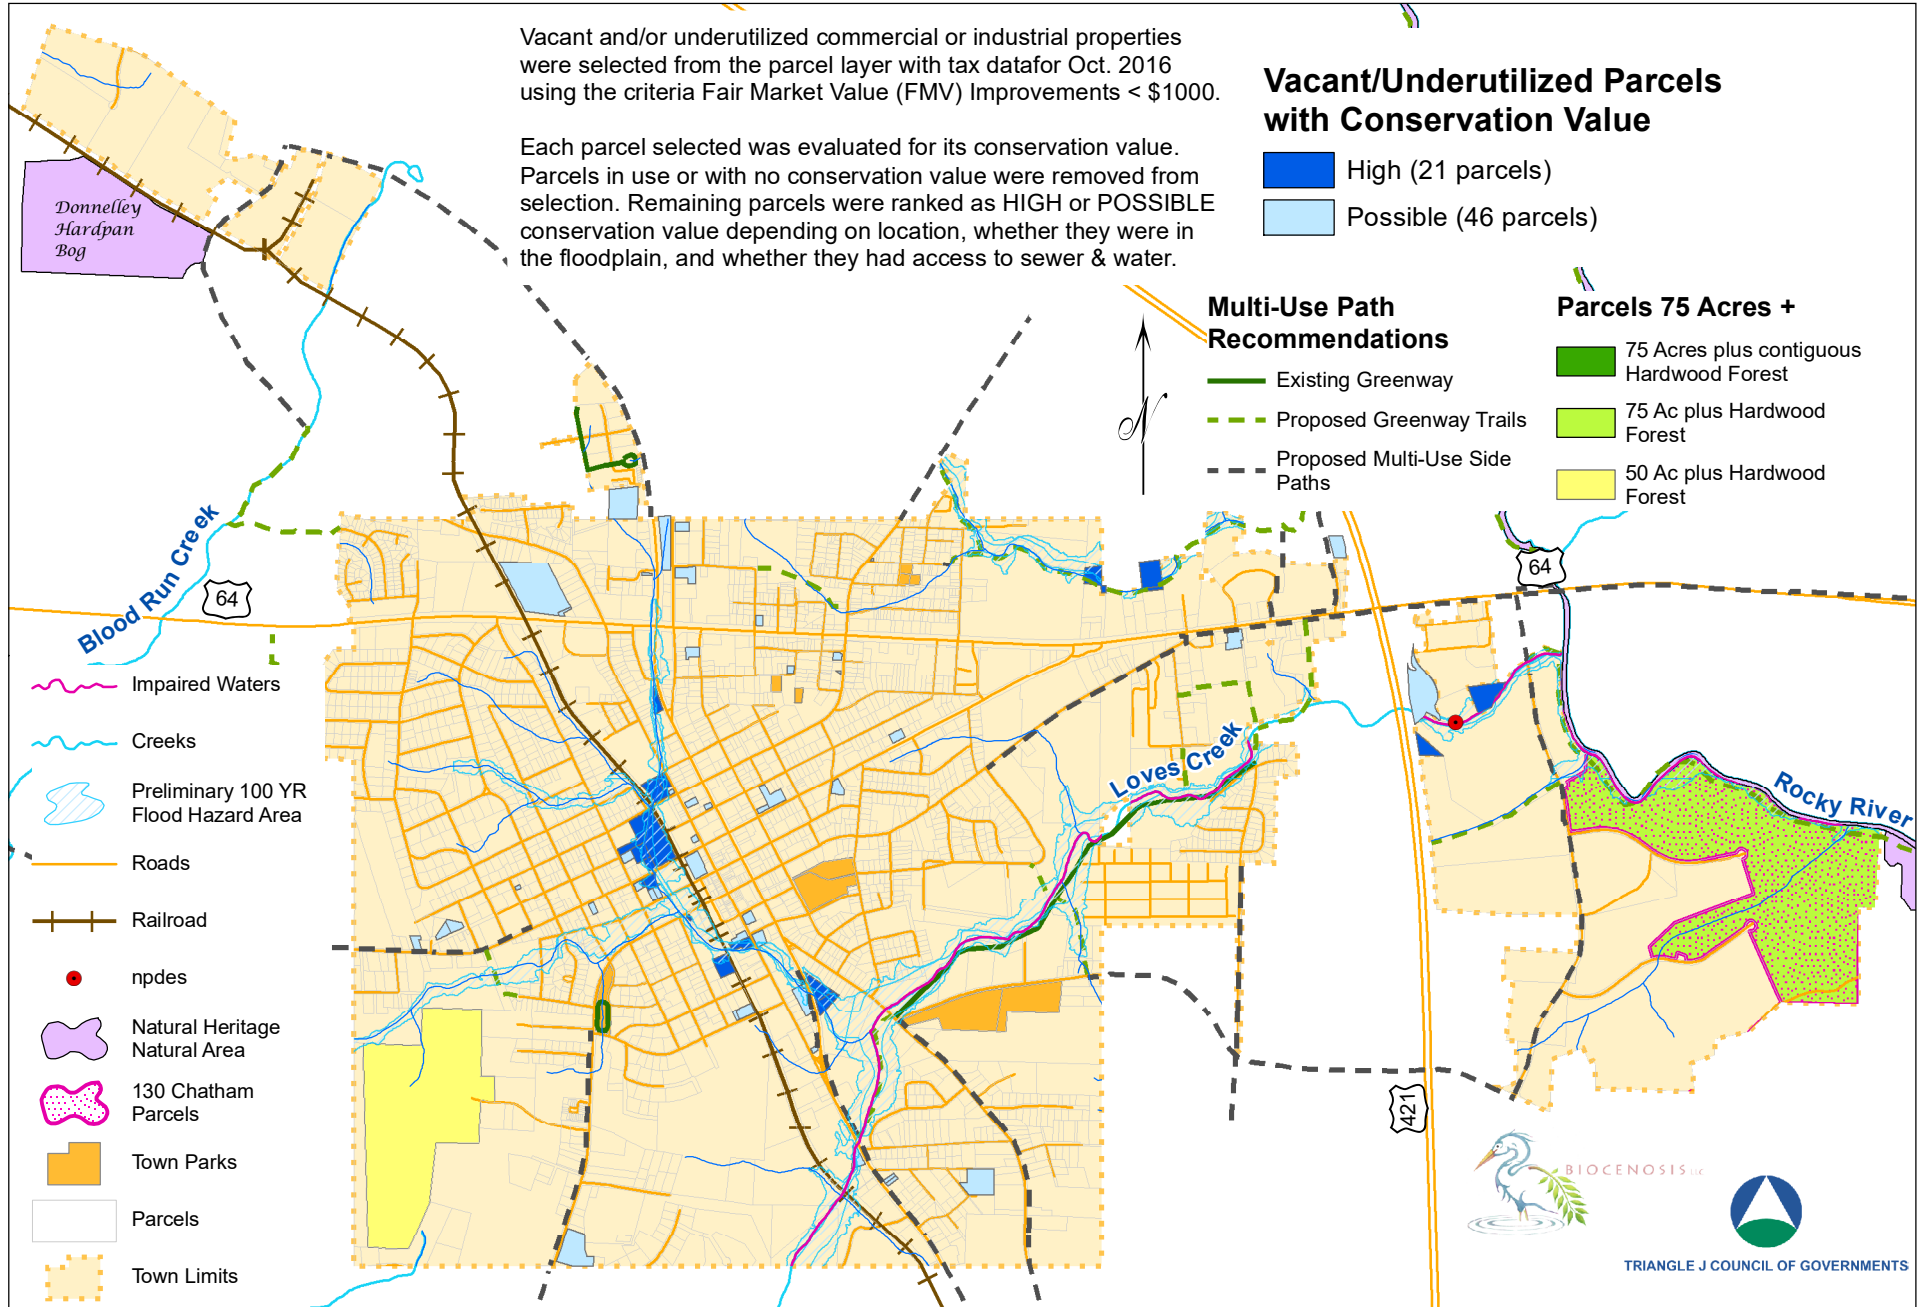 Vacant and/or underutilized commercial or industrial properties
were selected from the parcel layer with tax datafor Oct. 2016
using the criteria Fair Market Value (FMV) Improvements < $1000.
Each parcel selected was evaluated for its conservation value.
Parcels in use or with no conservation value were removed from
selection. Remaining parcels were ranked as HIGH or POSSIBLE
conservation value depending on location, whether they were in
the floodplain, and whether they had access to sewer & water.
Vacant/Underutilized Parcels
with Conservation Value
High (21 parcels)
Possible (46 parcels)
Multi-Use Path
Recommendations
Existing Greenway
Proposed Greenway Trails
Proposed Multi-Use Side
Paths
Parcels 75 Acres +
75 Acres plus contiguous
Hardwood Forest
75 Ac plus Hardwood
Forest
50 Ac plus Hardwood
Forest
N
Donnelley
Hardpan
Bog
Blood Run Creek
64
64
Loves Creek
Rocky River
421
Impaired Waters
Creeks
Preliminary 100 YR
Flood Hazard Area
Roads
Railroad
npdes
Natural Heritage
Natural Area
130 Chatham
Parcels
Town Parks
Parcels
Town Limits
BIOCENOSIS LLC
TRIANGLE J COUNCIL OF GOVERNMENTS